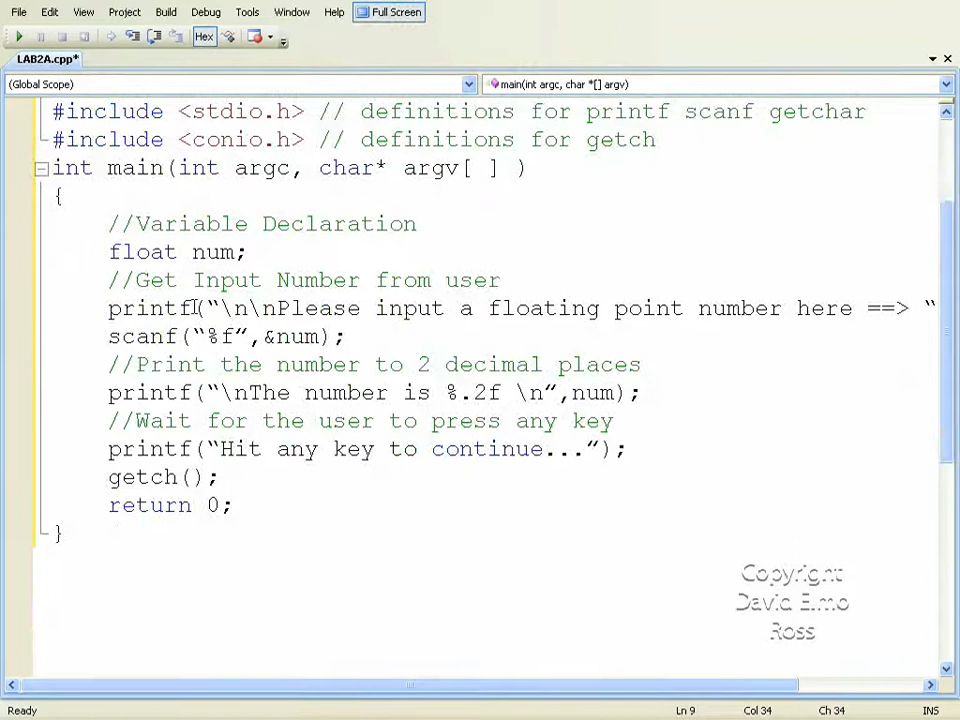 File Edit View Project Build Debug Tools Window Help Full Screen
Hex
LAB2A.cpp*
(Global Scope) main(int argc, char *[] argv)
#include <stdio.h> // definitions for printf scanf getchar
#include <conio.h> // definitions for getch
int main(int argc, char* argv[ ] )
{
//Variable Declaration
float num;
//Get Input Number from user
printf(“\n\nPlease input a floating point number here ==> “
scanf(“%f”,&num);
//Print the number to 2 decimal places
printf(“\nThe number is %.2f \n”,num);
//Wait for the user to press any key
printf(“Hit any key to continue...”);
getch();
return 0;
}
Copyright
David Elmo
Ross
Ready Ln 9 Col 34 Ch 34 INS